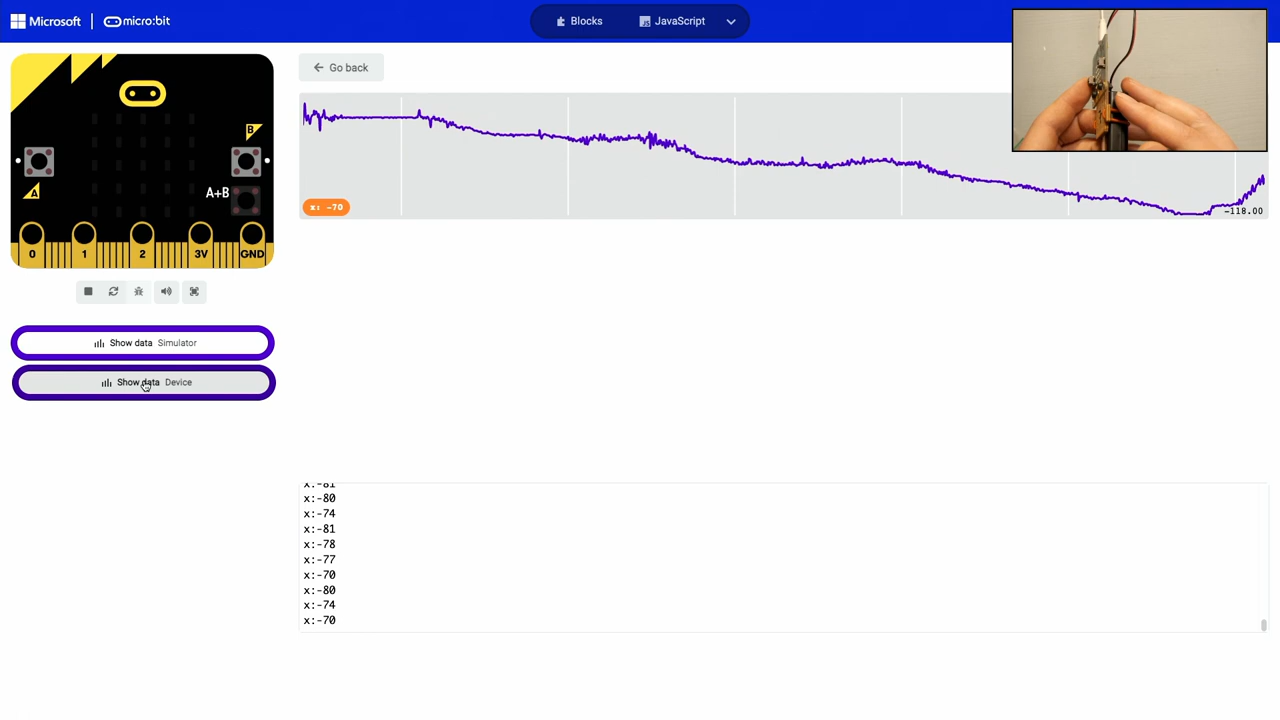 Microsoft | micro:bit
Blocks
JavaScript
Go back
B
A
A+B
0 1 2 3V GND
x: -70
-118.00
Show data Simulator
Show data Device
x:-81
x:-80
x:-74
x:-81
x:-78
x:-77
x:-70
x:-80
x:-74
x:-70